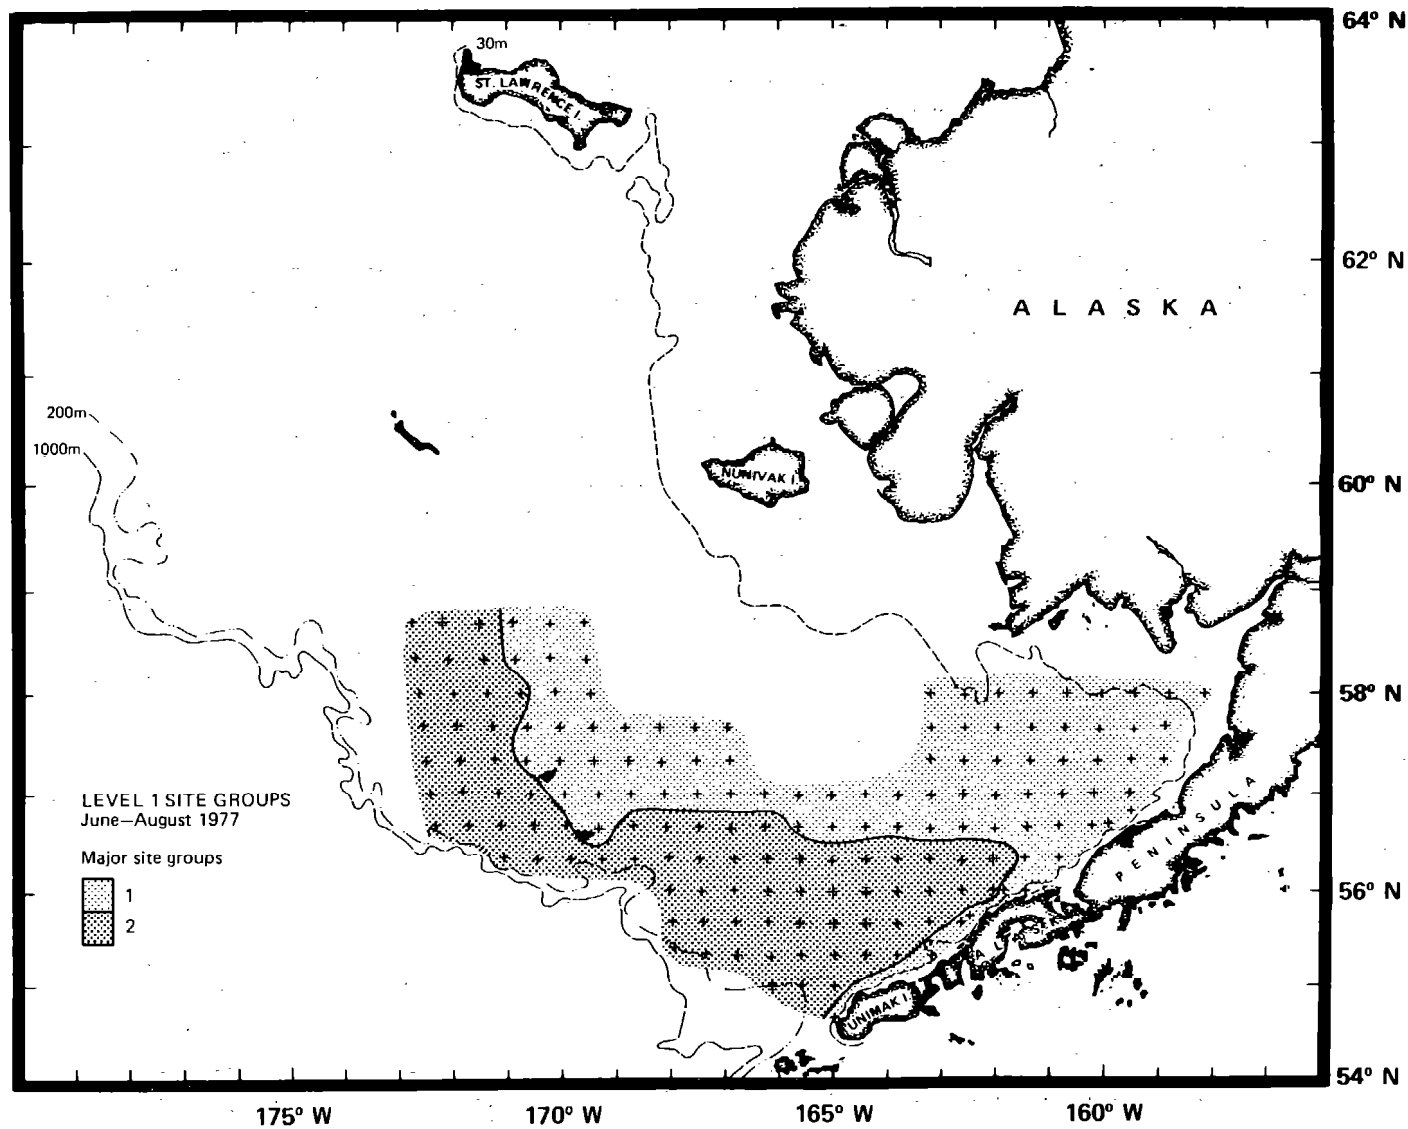 64° N
30m
ST. LAWRENCE I.
62° N
ALASKA
200m
1000m
NUNIVAK I.
60° N
58° N
LEVEL 1 SITE GROUPS
June—August 1977
Major site groups
1
2
PENINSULA
56° N
ALASKA
UNIMAK I.
54° N
175° W
170° W
165° W
160° W